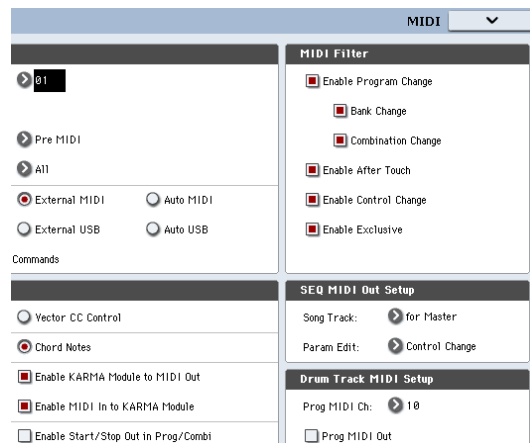 MIDI
01
Pre MIDI
All
External MIDI
Auto MIDI
External USB
Auto USB
Commands
Vector CC Control
Chord Notes
Enable KARMA Module to MIDI Out
Enable MIDI In to KARMA Module
Enable Start/Stop Out in Prog/Combi
MIDI Filter
Enable Program Change
Bank Change
Combination Change
Enable After Touch
Enable Control Change
Enable Exclusive
SEQ MIDI Out Setup
Song Track: for Master
Param Edit: Control Change
Drum Track MIDI Setup
Prog MIDI Ch: 10
Prog MIDI Out